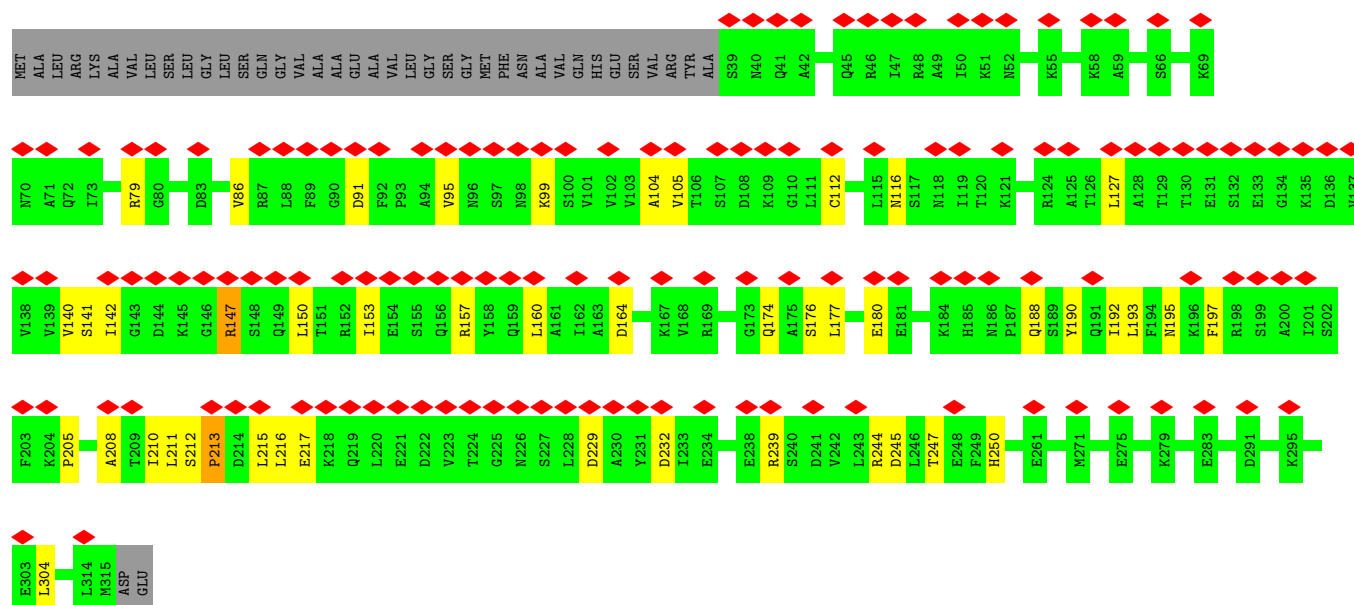 MET ALA LEU ARG LYS ALA VAL LEU SER LEU GLY LEU SER GLN GLY VAL ALA ALA GLU ALA VAL LEU GLY SER GLY MET PHE ASN ALA VAL GLN HIS GLU SER VAL ARG TYR ALA S39 N40 Q41 A42 Q45 R46 I47 R48 A49 I50 K51 N52 K55 K58 A59 S66 K69
N70 A71 Q72 I73 R79 G80 D83 V86 R87 L88 F89 G90 D91 F92 P93 A94 V95 N96 S97 N98 K99 S100 V101 V102 V103 A104 V105 T106 S107 D108 K109 G110 L111 C112 L115 N116 S117 N118 I119 T120 K121 R124 A125 T126 L127 A128 T129 T130 E131 S132 E133 G134 K135 D136
V138 V139 V140 S141 I142 G143 D144 K145 G146 R147 S148 Q149 L150 T151 R152 I153 E154 S155 Q156 R157 Y158 Q159 L160 A161 I162 A163 D164 K167 V168 R169 G173 Q174 A175 S176 L177 E180 E181 K184 H185 N186 P187 Q188 S189 Y190 Q191 I192 L193 F194 N195 K196 F197 R198 S199 A200 I201 S202
F203 K204 P205 A208 T209 I210 L211 S212 P213 D214 L215 L216 E217 K218 Q219 L220 E221 D222 V223 T224 G225 N226 S227 L228 D229 A230 Y231 D232 I233 E234 E238 R239 S240 D241 V242 L243 R244 D245 L246 T247 E248 F249 H250 E261 M271 E275 K279 E283 D291 K295
E303 L304 L314 M315 ASP GLU